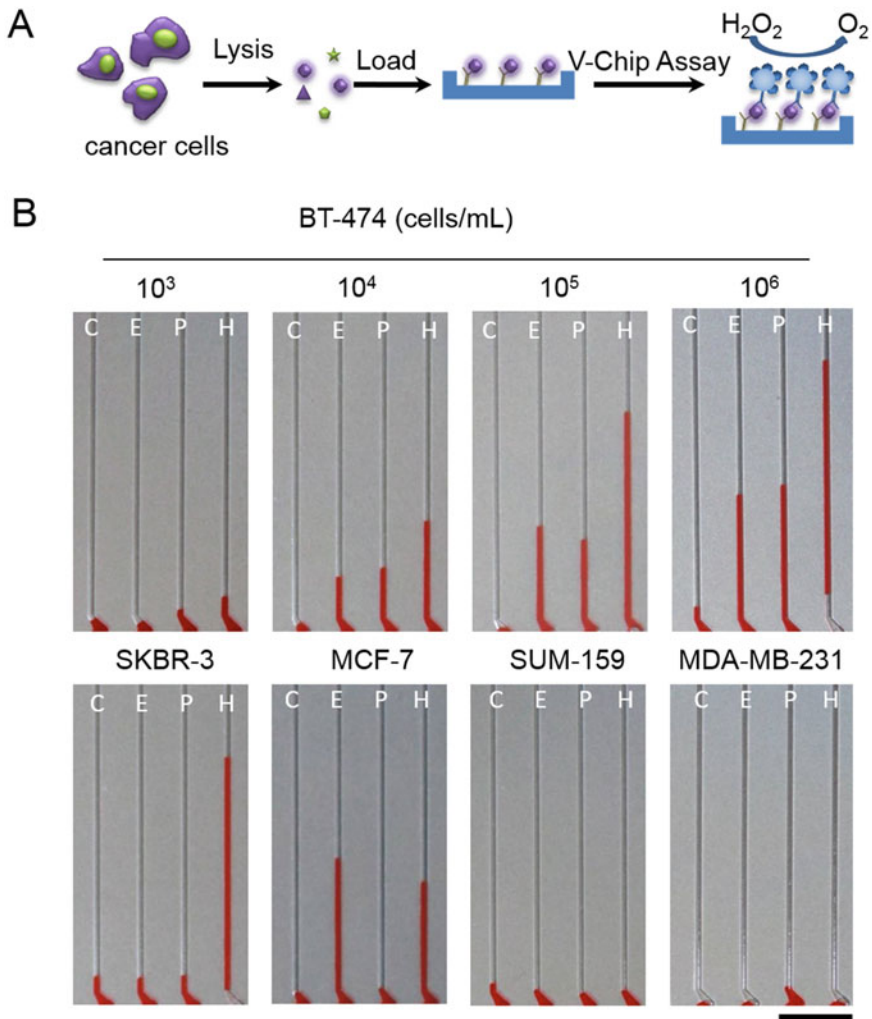 A
Lysis
Load
V-Chip Assay
H₂O₂
O₂
cancer cells
B
BT-474 (cells/mL)
10³
10⁴
10⁵
10⁶
C E P H
C E P H
C E P H
C E P H
SKBR-3
MCF-7
SUM-159
MDA-MB-231
C E P H
C E P H
C E P H
C E P H